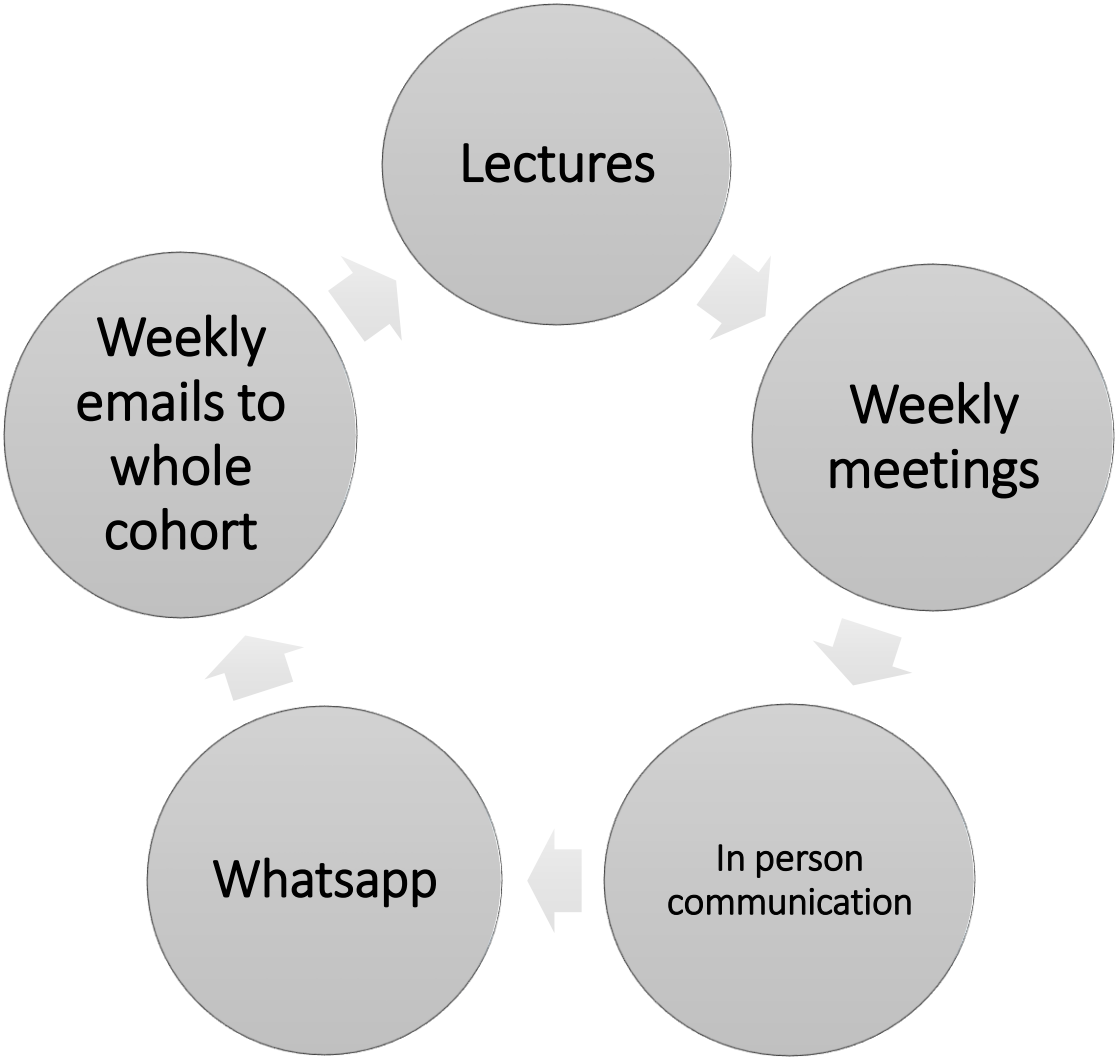 Lectures
Weekly
meetings
In person
communication
Whatsapp
Weekly
emails to
whole
cohort